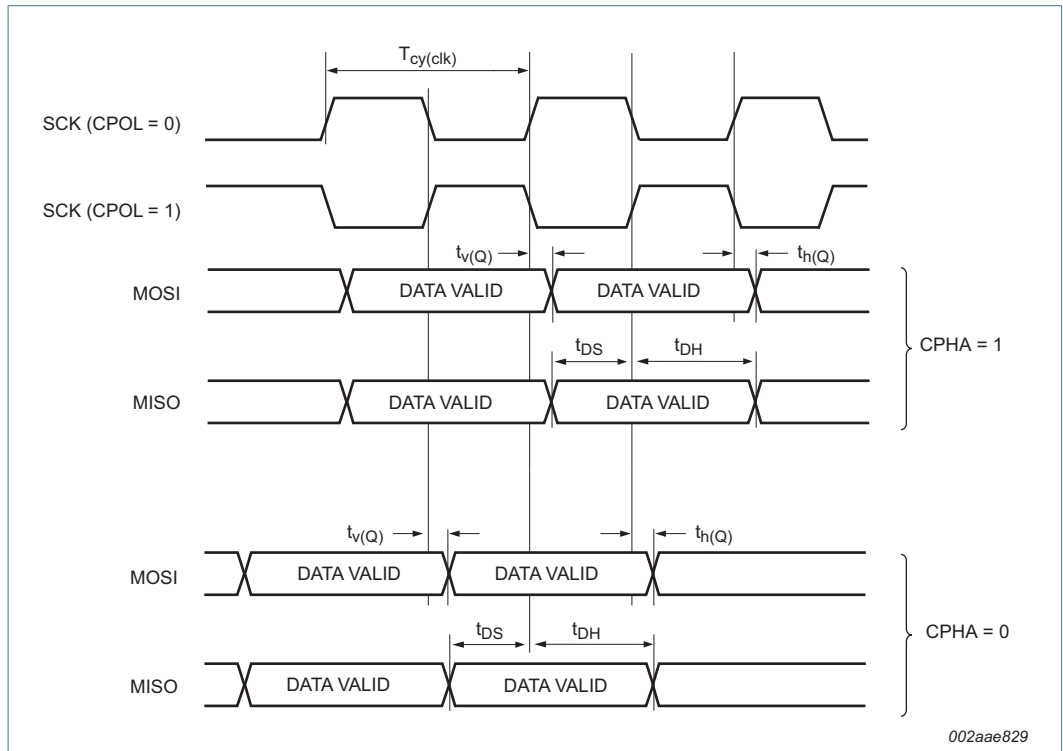 T_cy(clk)
SCK (CPOL = 0)
SCK (CPOL = 1)
t_v(Q) t_h(Q)
MOSI DATA VALID DATA VALID
t_DS t_DH CPHA = 1
MISO DATA VALID DATA VALID
t_v(Q) t_h(Q)
MOSI DATA VALID DATA VALID
t_DS t_DH CPHA = 0
MISO DATA VALID DATA VALID
002aae829